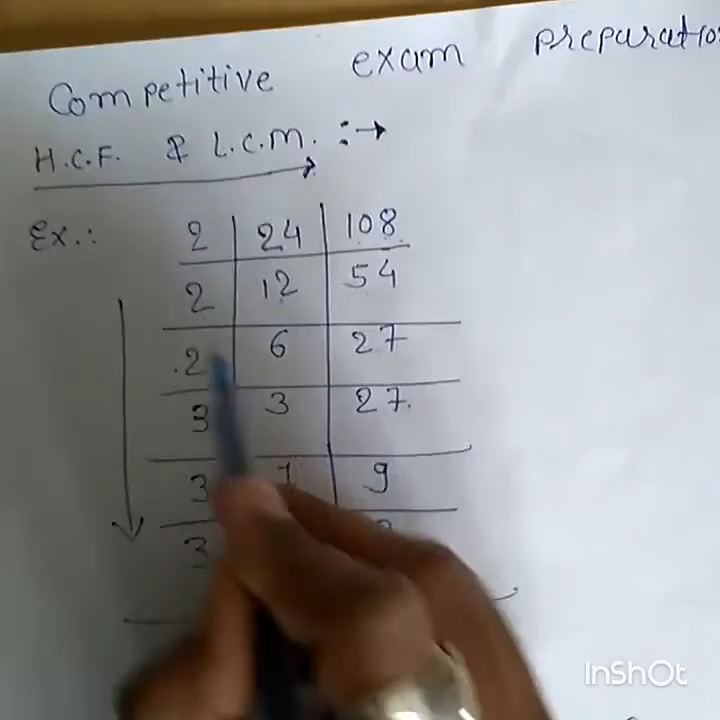 Competitive exam preparatio
H.C.F. & L.C.M. :→
Ex.: 2 24 108
2 12 54
.2 6 27
3 3 27.
3 1 9
3
InShOt